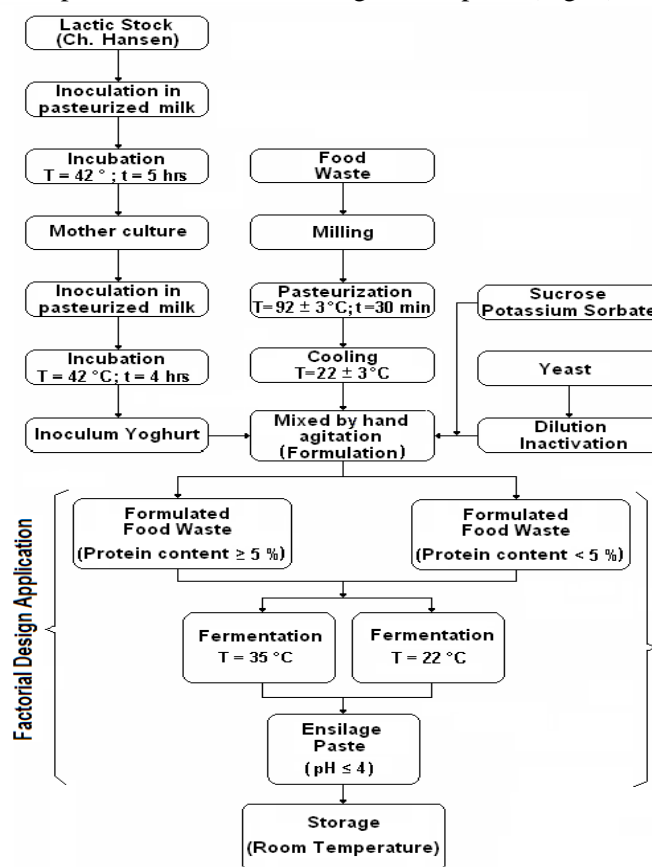 Lactic Stock
(Ch. Hansen)
Inoculation in
pasteurized milk
Incubation
T = 42 ° ; t = 5 hrs
Mother culture
Inoculation in
pasteurized milk
Incubation
T = 42 °C; t = 4 hrs
Inoculum Yoghurt
Food
Waste
Milling
Pasteurization
T= 92 ± 3°C; t=30 min
Cooling
T=22 ± 3°C
Mixed by hand
agitation
(Formulation)
Sucrose
Potassium Sorbate
Yeast
Dilution
Inactivation
Factorial Design Application
Formulated
Food Waste
(Protein content ≥ 5 %)
Formulated
Food Waste
(Protein content < 5 %)
Fermentation
T = 35 °C
Fermentation
T = 22 °C
Ensilage
Paste
( pH ≤ 4 )
Storage
(Room Temperature)